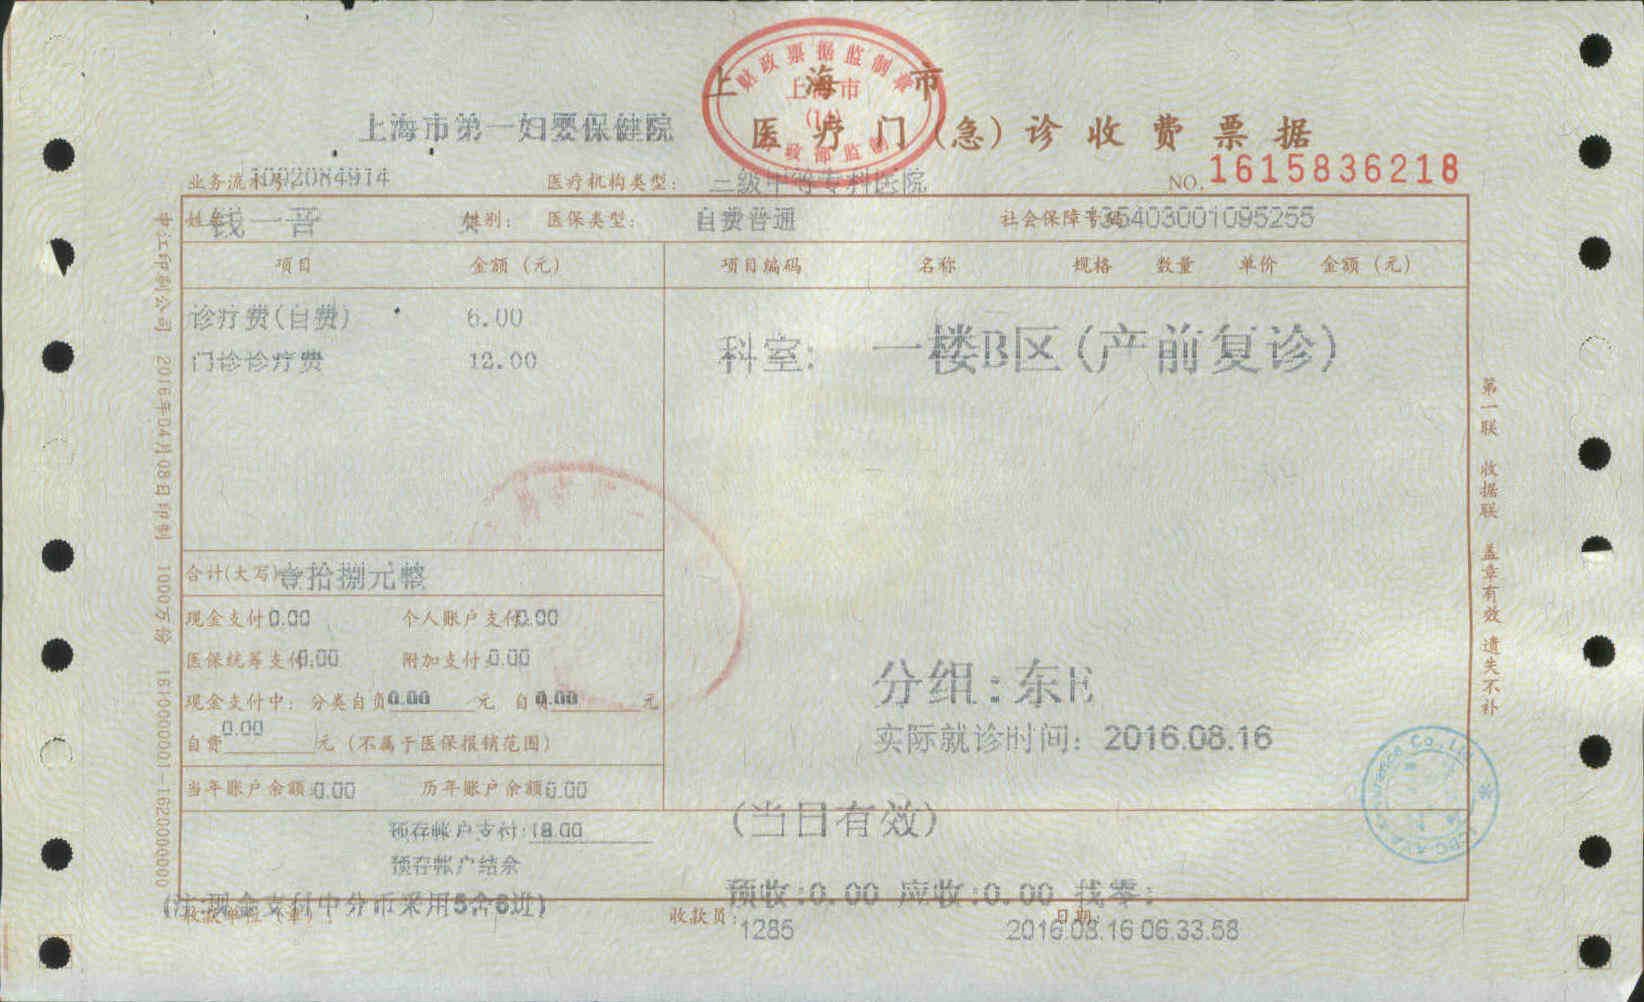 财政票据监制章
上海市
上海市
上海市第一妇婴保健院
医疗门(急)诊收费票据
业务流水号: 10002084914
医疗机构类型: 三级甲等专科医院
NO. 1615836218
姓名: 钱一晋
性别:
医保类型: 自费普通
社会保障号码:
项目 金额(元) 项目编码 名称 规格 数量 单价 金额(元)
诊疗费(自费) 6.00
门诊诊疗费 12.00
科室: 一楼B区(产前复诊)
合计(大写) 壹拾捌元整
现金支付 0.00 个人账户支付 0.00
医保统筹支付 0.00 附加支付 0.00
现金支付中: 分类自负 0.00 元 自负 0.00 元
自费 0.00 元 (不属于医保报销范围)
当年账户余额 0.00 历年账户余额 0.00
分组:东E
实际就诊时间: 2016.08.16
(当日有效)
预存帐户支付:18.00
预存帐户结余
预收:0.00 应收:0.00 找零:
(注:现金支付中分币采用5舍6进)
收款单位(章):
收款员: 1285
日期: 2016.08.16 06.33.58
2016年04月08日印制 1000万份 1610000001-1620000000
第一联 收据联 盖章有效 遗失不补